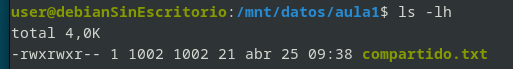 user@debianSinEscritorio:/mnt/datos/aula1$ ls -lh
total 4,0K
-rwxrwxr-- 1 1002 1002 21 abr 25 09:38 compartido.txt